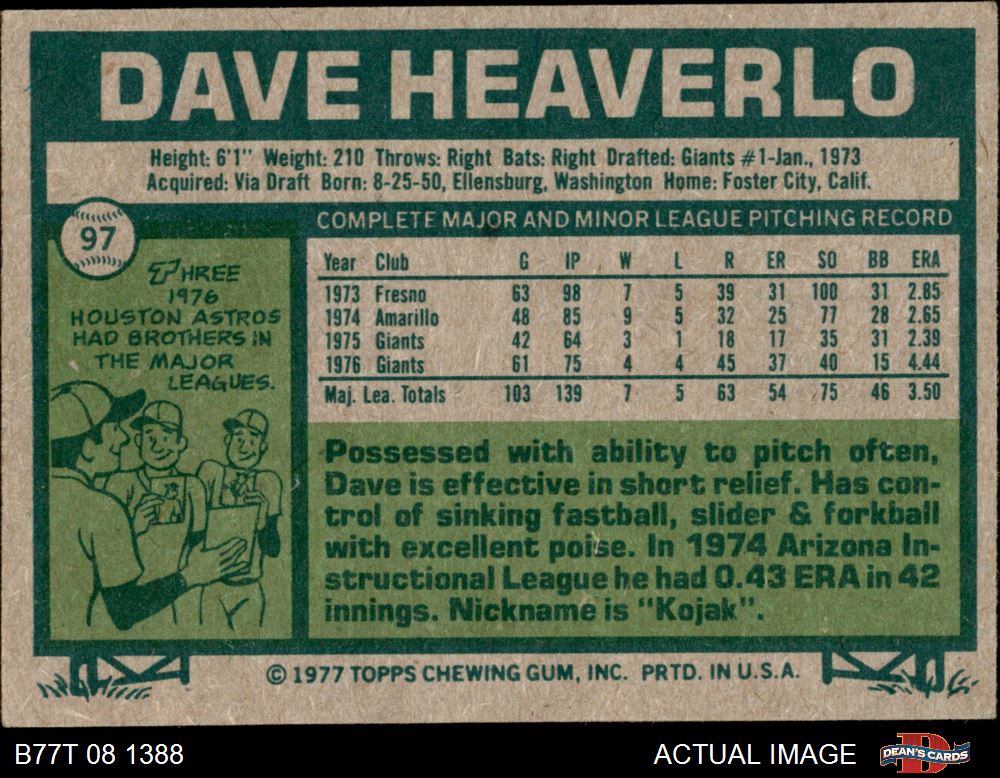 DAVE HEAVERLO
Height: 6'1" Weight: 210 Throws: Right Bats: Right Drafted: Giants #1-Jan., 1973
Acquired: Via Draft Born: 8-25-50, Ellensburg, Washington Home: Foster City, Calif.
97
THREE
1976
HOUSTON ASTROS
HAD BROTHERS IN
THE MAJOR
LEAGUES.
COMPLETE MAJOR AND MINOR LEAGUE PITCHING RECORD
Year Club G IP W L R ER SO BB ERA
1973 Fresno 63 98 7 5 39 31 100 31 2.85
1974 Amarillo 48 85 9 5 32 25 77 28 2.65
1975 Giants 42 64 3 1 18 17 35 31 2.39
1976 Giants 61 75 4 4 45 37 40 15 4.44
Maj. Lea. Totals 103 139 7 5 63 54 75 46 3.50
Possessed with ability to pitch often,
Dave is effective in short relief. Has con-
trol of sinking fastball, slider & forkball
with excellent poise. In 1974 Arizona In-
structional League he had 0.43 ERA in 42
innings. Nickname is "Kojak".
© 1977 TOPPS CHEWING GUM, INC. PRTD. IN U.S.A.
B77T 08 1388
ACTUAL IMAGE
DEAN'S CARDS